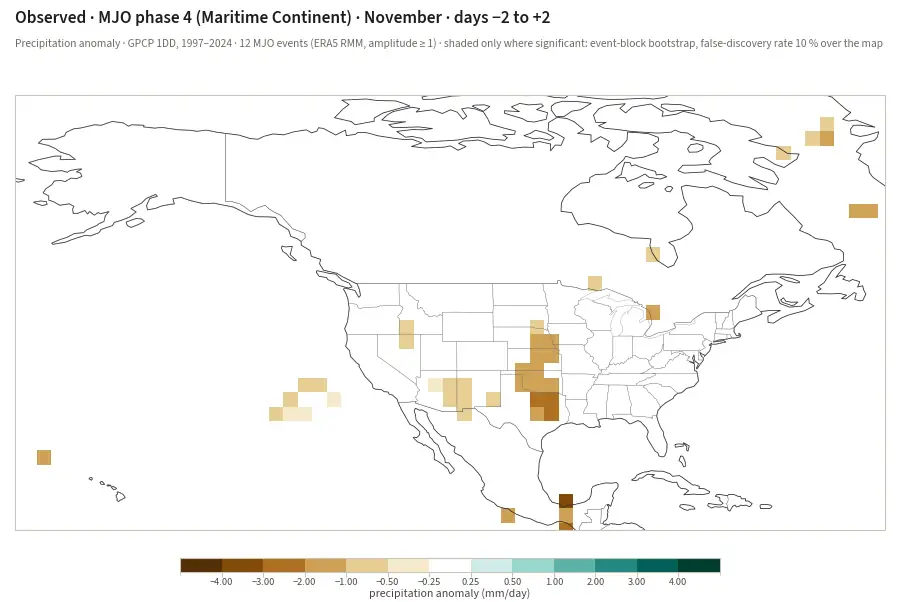 Observed · MJO phase 4 (Maritime Continent) · November · days −2 to +2
Precipitation anomaly · GPCP 1DD, 1997–2024 · 12 MJO events (ERA5 RMM, amplitude ≥ 1) · shaded only where significant: event-block bootstrap, false-discovery rate 10 % over the map
−4.00 −3.00 −2.00 −1.00 −0.50 −0.25 0.25 0.50 1.00 2.00 3.00 4.00
precipitation anomaly (mm/day)